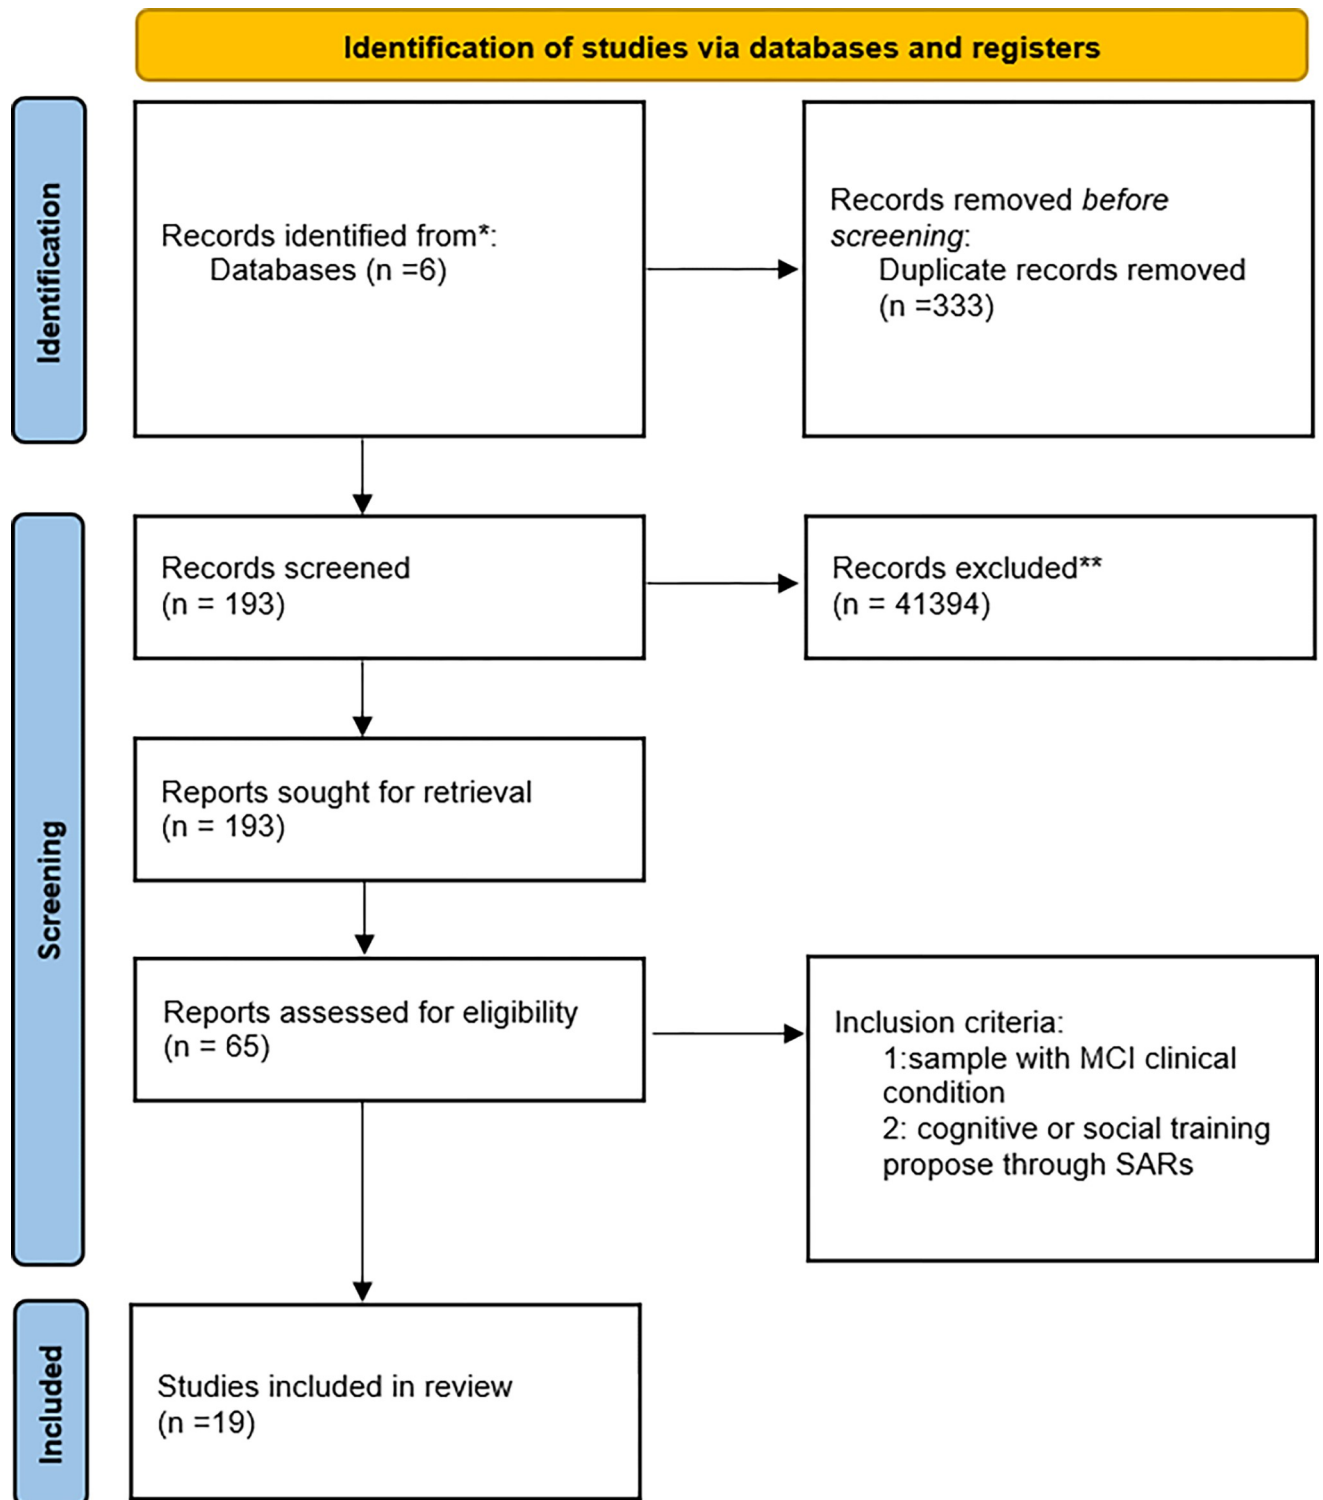 Identification of studies via databases and registers
Identification
Records identified from*:
Databases (n =6)
Records removed before
screening:
Duplicate records removed
(n =333)
Screening
Records screened
(n = 193)
Records excluded**
(n = 41394)
Reports sought for retrieval
(n = 193)
Reports assessed for eligibility
(n = 65)
Inclusion criteria:
1:sample with MCI clinical
condition
2: cognitive or social training
propose through SARs
Included
Studies included in review
(n =19)